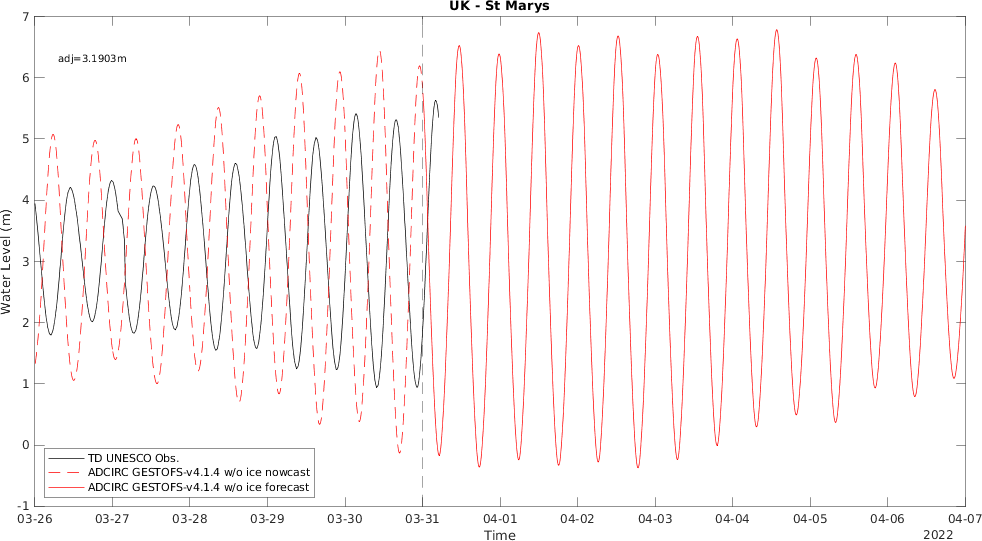 UK - St Marys
7
6
5
4
3
2
1
0
-1
Water Level (m)
adj=3.1903m
TD UNESCO Obs.
ADCIRC GESTOFS-v4.1.4 w/o ice nowcast
ADCIRC GESTOFS-v4.1.4 w/o ice forecast
03-26 03-27 03-28 03-29 03-30 03-31 04-01 04-02 04-03 04-04 04-05 04-06 04-07
Time
2022